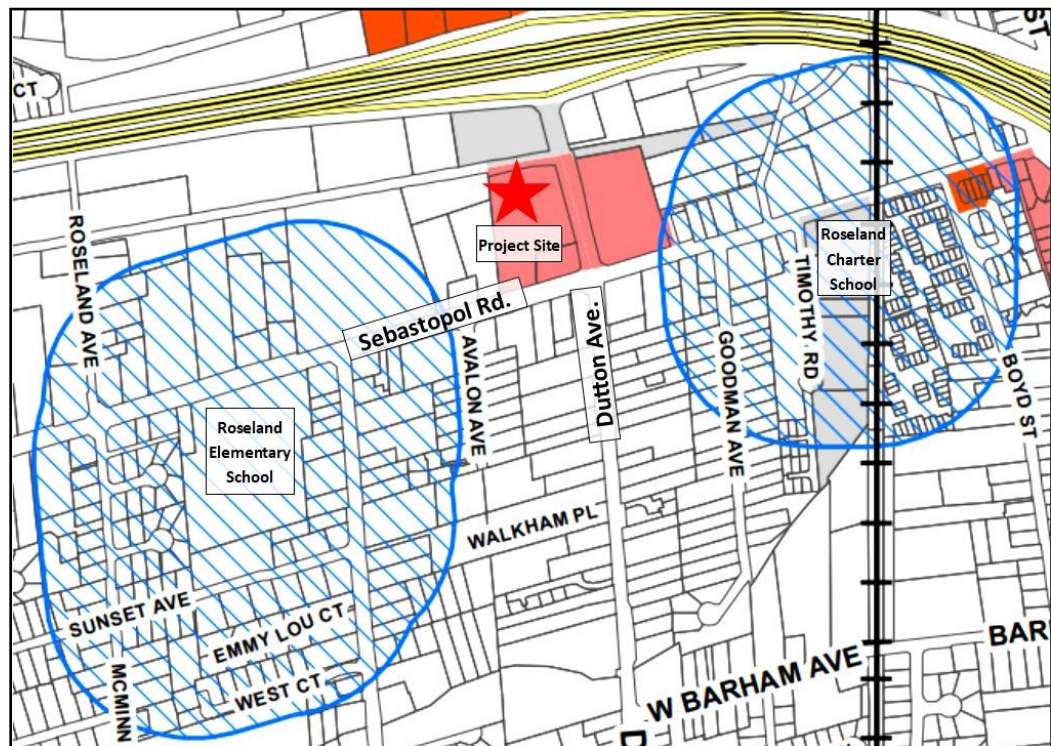 ST
CT
ROSELAND AVE
Project Site
Roseland
Charter
School
TIMOTHY RD
Sebastopol Rd.
AVALON AVE
Dutton Ave.
GOODMAN AVE
BOYD ST
Roseland
Elementary
School
WALKHAM PL
SUNSET AVE
EMMY LOU CT
WEST CT
MCMINN
W BARHAM AVE
BAR
D